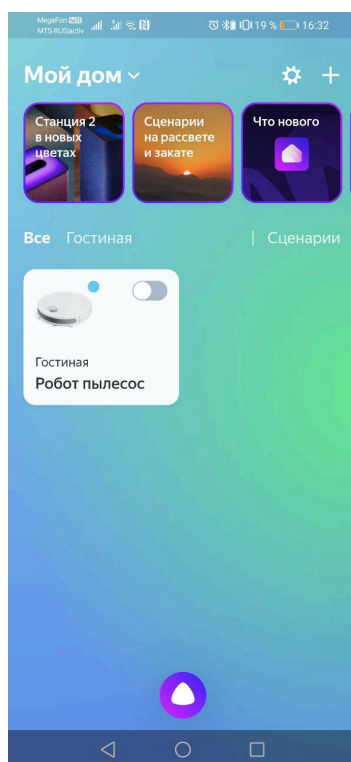 MegaFon
MTS-RUS|activ
19 % 16:32
Мой дом
Станция 2
в новых
цветах
Сценарии
на рассвете
и закате
Что нового
Все Гостиная | Сценарии
Гостиная
Робот пылесос